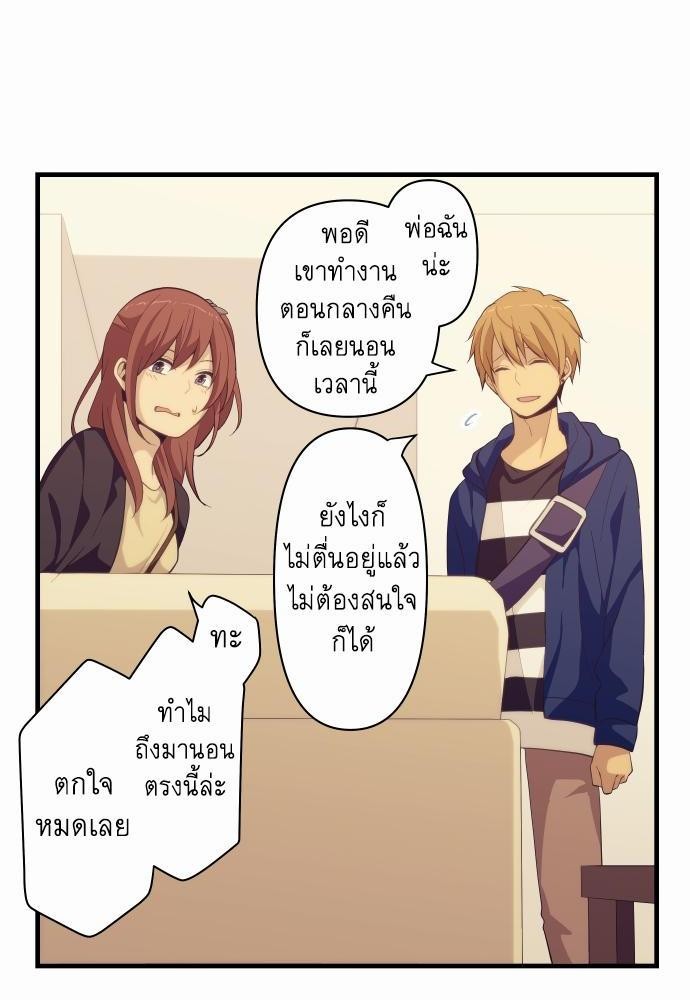 พ่อฉัน
น่ะ
พอดี
เขาทำงาน
ตอนกลางคืน
ก็เลยนอน
เวลานี้
ยังไงก็
ไม่ตื่นอยู่แล้ว
ไม่ต้องสนใจ
ก็ได้
ทะ
ทำไม
ถึงมานอน
ตรงนี้ล่ะ
ตกใจ
หมดเลย